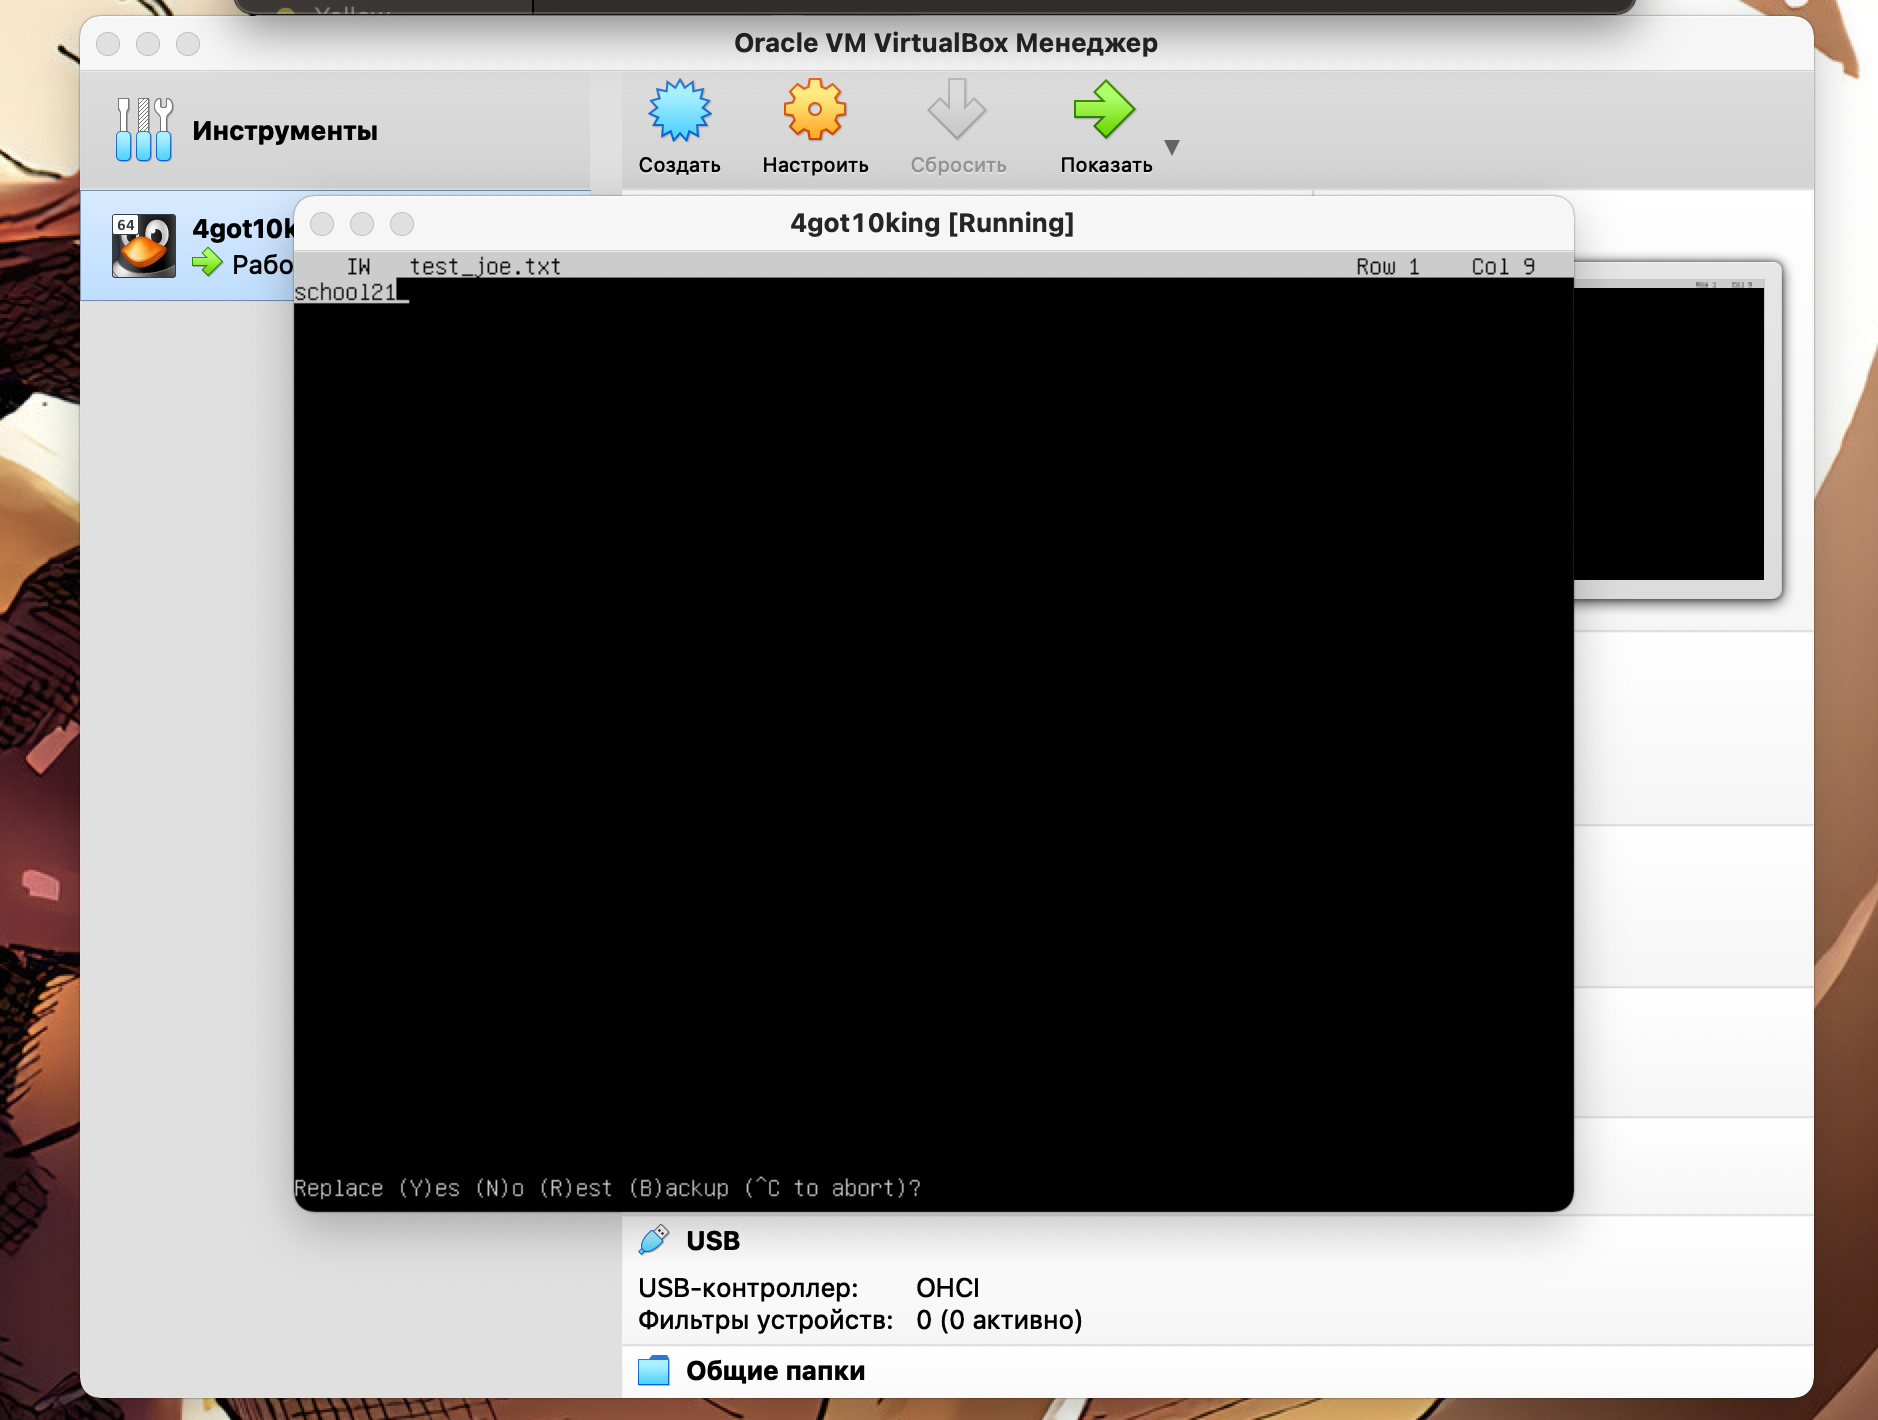 Yellow
Oracle VM VirtualBox Менеджер
Инструменты
Создать
Настроить
Сбросить
Показать
64
4got10k
Рабо
4got10king [Running]
IW test_joe.txt Row 1 Col 9
school21
Replace (Y)es (N)o (R)est (B)ackup (^C to abort)?
USB
USB-контроллер: OHCI
Фильтры устройств: 0 (0 активно)
Общие папки